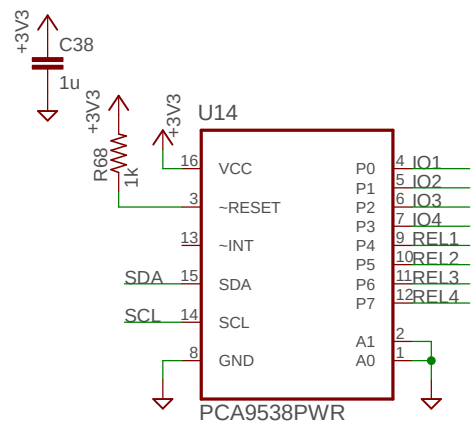 +3V3
C38
1u
+3V3
R68
1k
+3V3
U14
16 VCC
3 ~RESET
13 ~INT
SDA 15 SDA
SCL 14 SCL
8 GND
P0 4 IO1
P1 5 IO2
P2 6 IO3
P3 7 IO4
P4 9 REL1
P5 10 REL2
P6 11 REL3
P7 12 REL4
A1 2
A0 1
PCA9538PWR